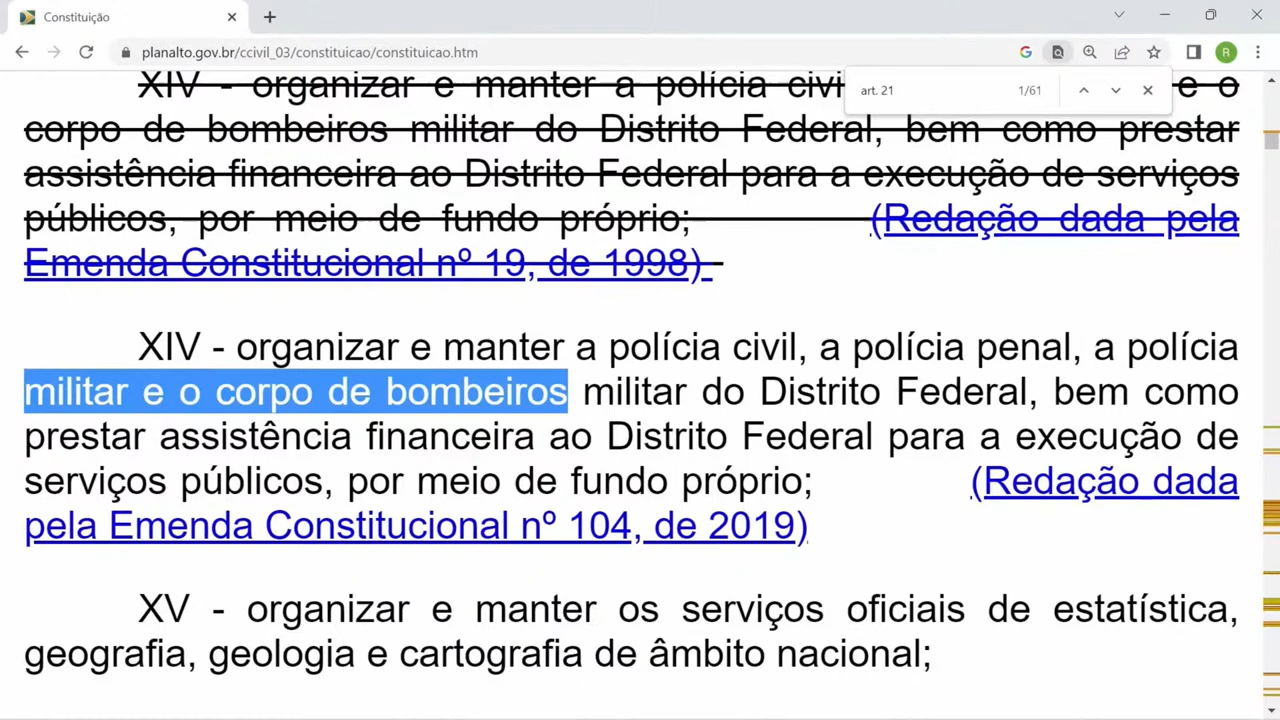 Constituição
planalto.gov.br/ccivil_03/constituicao/constituicao.htm
R
art. 21
1/61
XIV - organizar e manter a polícia civi e o
corpo de bombeiros militar do Distrito Federal, bem como prestar
assistência financeira ao Distrito Federal para a execução de serviços
públicos, por meio de fundo próprio; (Redação dada pela
Emenda Constitucional nº 19, de 1998)
XIV - organizar e manter a polícia civil, a polícia penal, a polícia
militar e o corpo de bombeiros militar do Distrito Federal, bem como
prestar assistência financeira ao Distrito Federal para a execução de
serviços públicos, por meio de fundo próprio; (Redação dada
pela Emenda Constitucional nº 104, de 2019)
XV - organizar e manter os serviços oficiais de estatística,
geografia, geologia e cartografia de âmbito nacional;